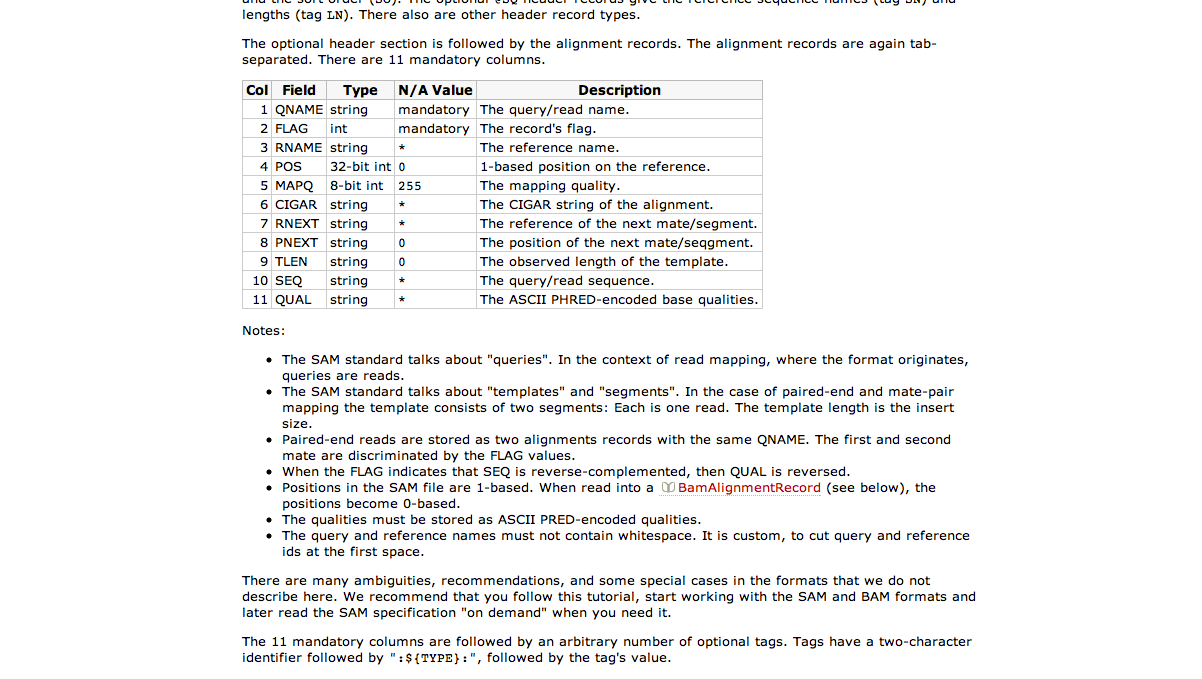 lengths (tag LN). There also are other header record types.
The optional header section is followed by the alignment records. The alignment records are again tab-
separated. There are 11 mandatory columns.
Col Field Type N/A Value Description
1 QNAME string mandatory The query/read name.
2 FLAG int mandatory The record's flag.
3 RNAME string * The reference name.
4 POS 32-bit int 0 1-based position on the reference.
5 MAPQ 8-bit int 255 The mapping quality.
6 CIGAR string * The CIGAR string of the alignment.
7 RNEXT string * The reference of the next mate/segment.
8 PNEXT string 0 The position of the next mate/seqgment.
9 TLEN string 0 The observed length of the template.
10 SEQ string * The query/read sequence.
11 QUAL string * The ASCII PHRED-encoded base qualities.
Notes:
• The SAM standard talks about "queries". In the context of read mapping, where the format originates,
queries are reads.
• The SAM standard talks about "templates" and "segments". In the case of paired-end and mate-pair
mapping the template consists of two segments: Each is one read. The template length is the insert
size.
• Paired-end reads are stored as two alignments records with the same QNAME. The first and second
mate are discriminated by the FLAG values.
• When the FLAG indicates that SEQ is reverse-complemented, then QUAL is reversed.
• Positions in the SAM file are 1-based. When read into a BamAlignmentRecord (see below), the
positions become 0-based.
• The qualities must be stored as ASCII PRED-encoded qualities.
• The query and reference names must not contain whitespace. It is custom, to cut query and reference
ids at the first space.
There are many ambiguities, recommendations, and some special cases in the formats that we do not
describe here. We recommend that you follow this tutorial, start working with the SAM and BAM formats and
later read the SAM specification "on demand" when you need it.
The 11 mandatory columns are followed by an arbitrary number of optional tags. Tags have a two-character
identifier followed by ":${TYPE}:", followed by the tag's value.